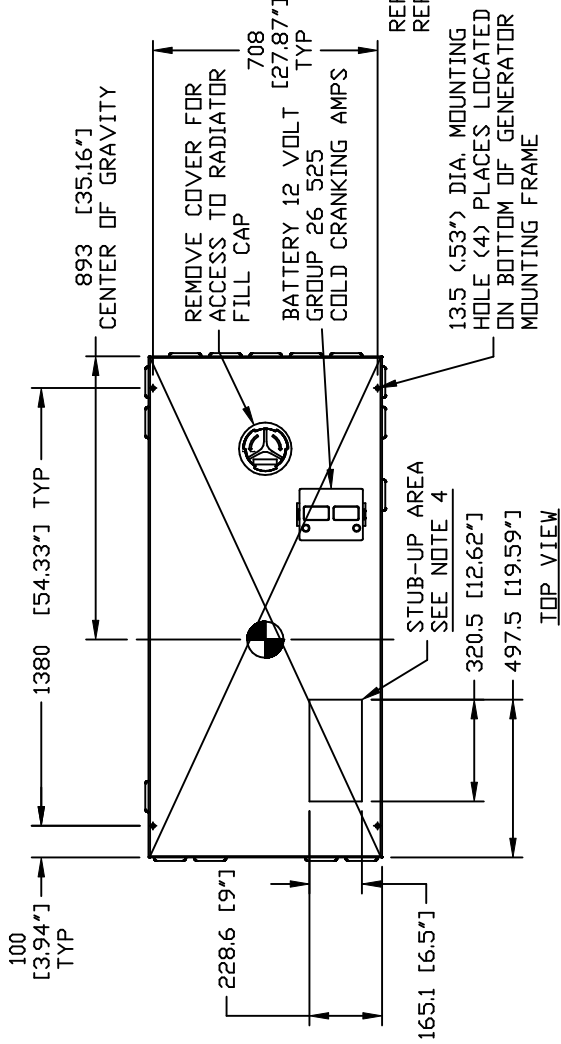 893 [35.16"]
CENTER OF GRAVITY
1380 [54.33"] TYP
100
[3.94"]
TYP
REMOVE COVER FOR
ACCESS TO RADIATOR
FILL CAP
708
[27.87"]
TYP
BATTERY 12 VOLT
GROUP 26 525
COLD CRANKING AMPS
13.5 (.53") DIA. MOUNTING
HOLE (4) PLACES LOCATED
ON BOTTOM OF GENERATOR
MOUNTING FRAME
STUB-UP AREA
SEE NOTE 4
320.5 [12.62"]
497.5 [19.59"]
228.6 [9"]
165.1 [6.5"]
TOP VIEW